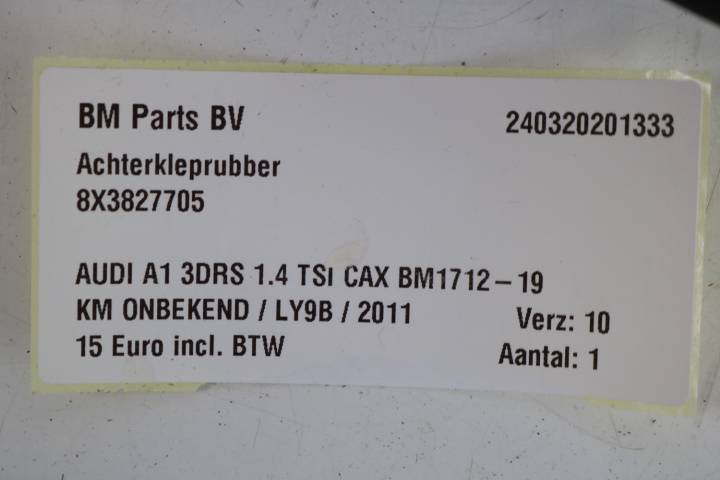 BM Parts BV 240320201333
Achterkleprubber
8X3827705
AUDI A1 3DRS 1.4 TSI CAX BM1712-19
KM ONBEKEND / LY9B / 2011 Verz: 10
15 Euro incl. BTW Aantal: 1